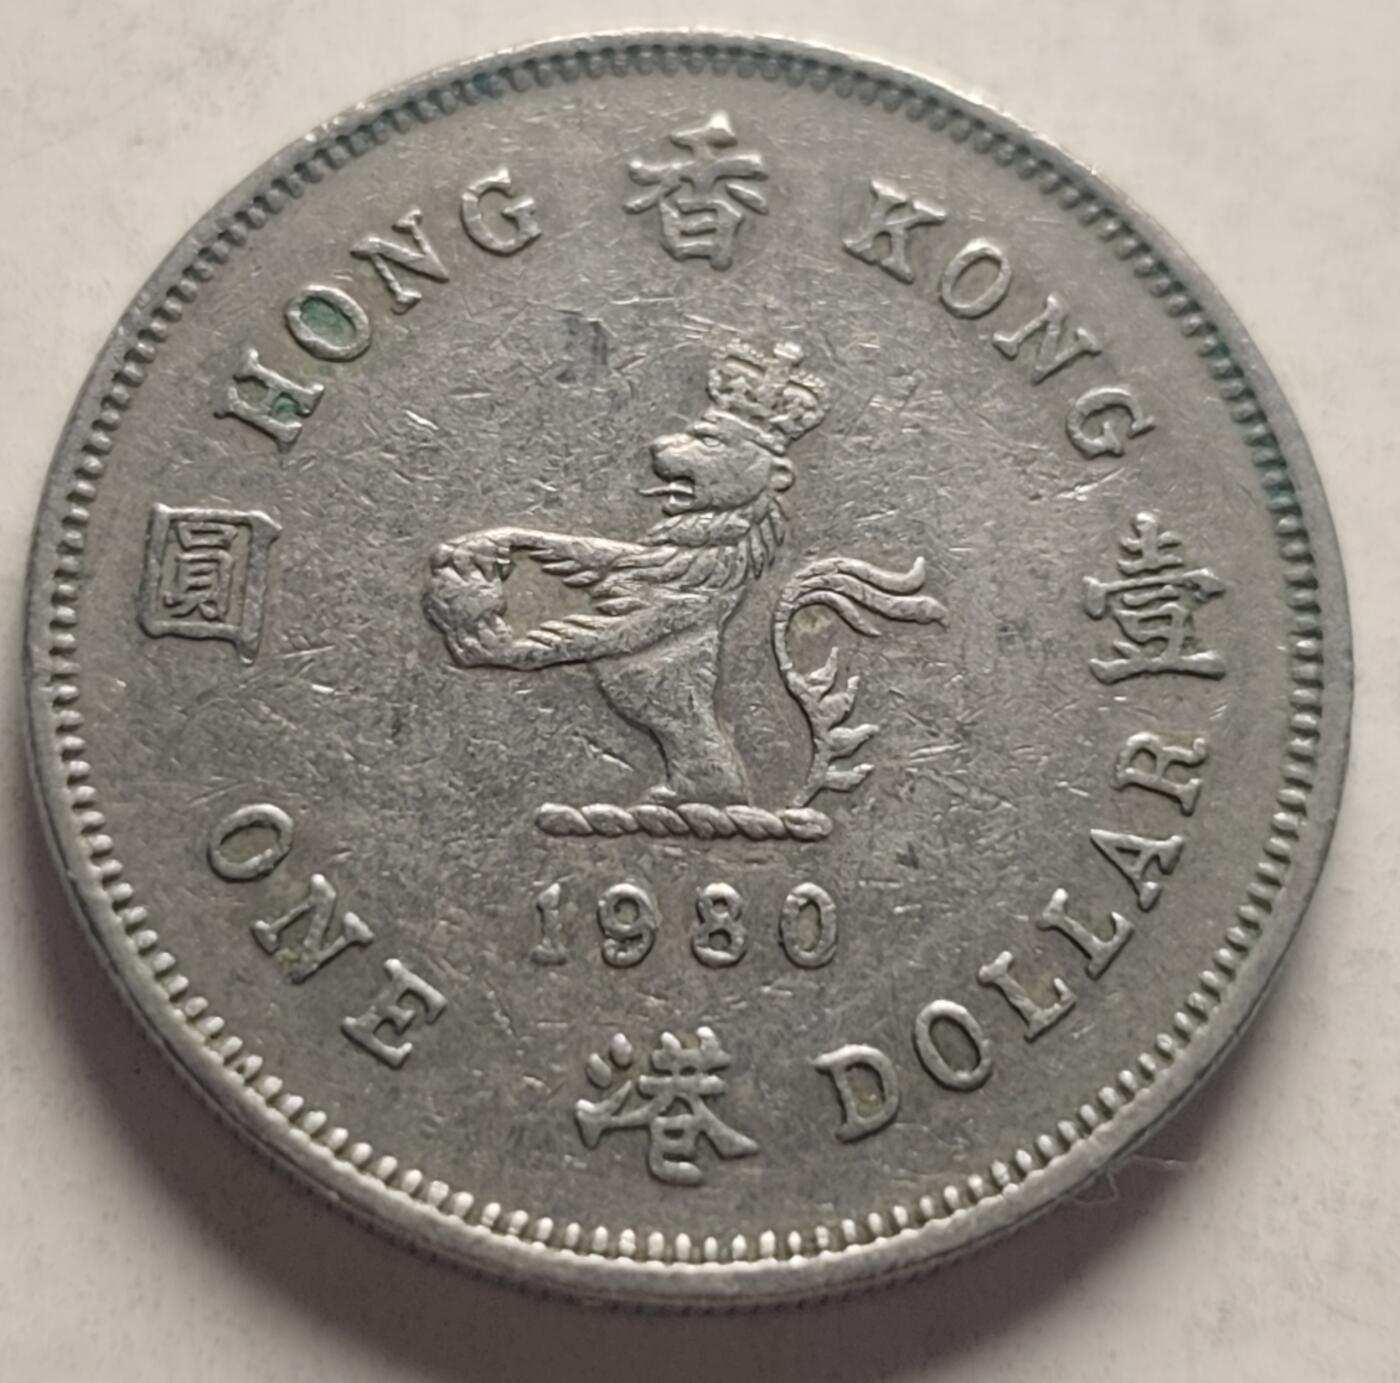 HONG KONG
香
港
壹
圓
1980
ONE DOLLAR